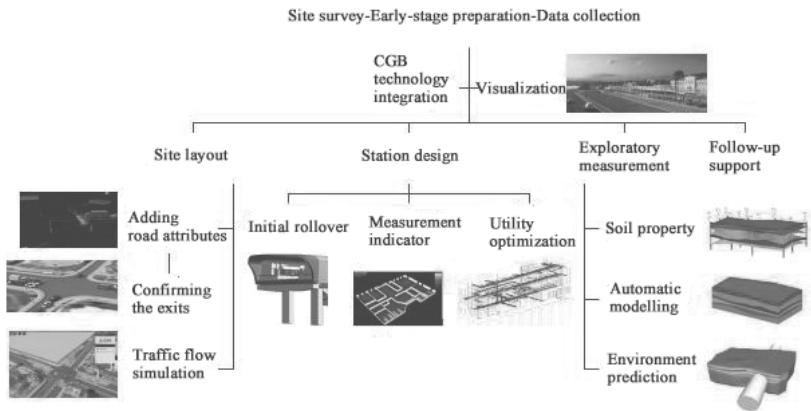 Site survey-Early-stage preparation-Data collection
CGB
technology
integration
Visualization
Site layout
Station design
Exploratory
measurement
Follow-up
support
Adding
road attributes
Initial rollover
Measurement
indicator
Utility
optimization
Soil property
Confirming
the exits
Automatic
modelling
Traffic flow
simulation
Environment
prediction